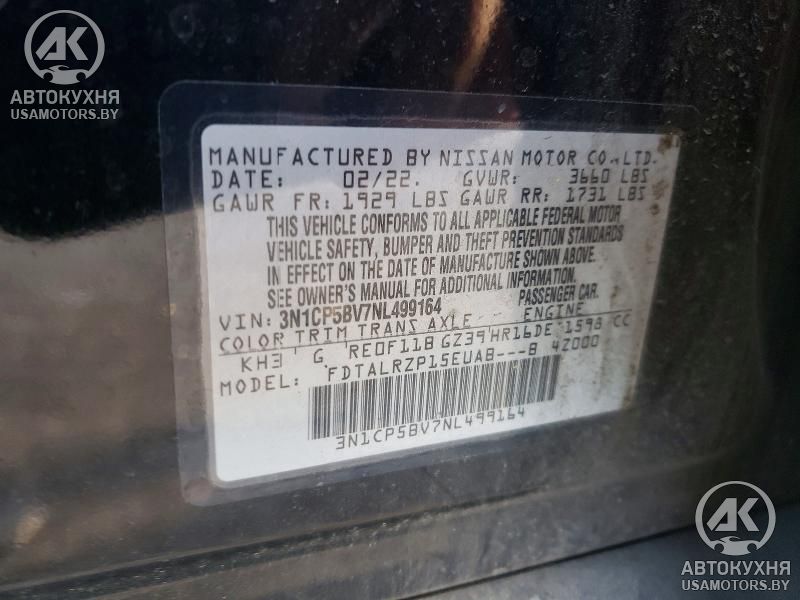 AK
АВТОКУХНЯ
USAMOTORS.BY
MANUFACTURED BY NISSAN MOTOR CO.,LTD.
DATE: 02/22. GVWR: 3660 LBS
GAWR FR: 1929 LBS GAWR RR: 1731 LBS
THIS VEHICLE CONFORMS TO ALL APPLICABLE FEDERAL MOTOR
VEHICLE SAFETY, BUMPER AND THEFT PREVENTION STANDARDS
IN EFFECT ON THE DATE OF MANUFACTURE SHOWN ABOVE.
SEE OWNER'S MANUAL FOR ADDITIONAL INFORMATION.
VIN: 3N1CP5BV7NL499164 PASSENGER CAR
COLOR TRIM TRANS AXLE ENGINE
KH3 G RE0F11B GZ39 HR16DE 1598 CC
MODEL: FDTALRZP15EUAB---B 42000
3N1CP5BV7NL499164
AK
АВТОКУХНЯ
USAMOTORS.BY